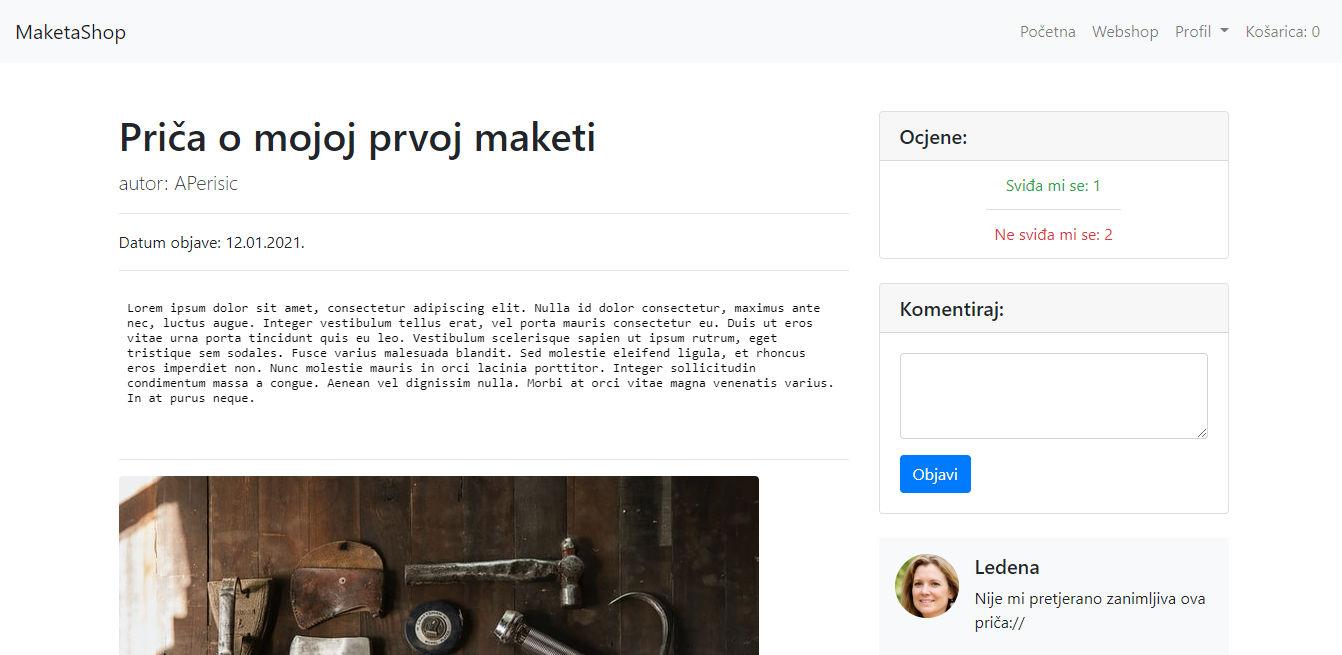 MaketaShop
Početna Webshop Profil Košarica: 0
Priča o mojoj prvoj maketi
autor: APerisic
Datum objave: 12.01.2021.
Lorem ipsum dolor sit amet, consectetur adipiscing elit. Nulla id dolor consectetur, maximus ante
nec, luctus augue. Integer vestibulum tellus erat, vel porta mauris consectetur eu. Duis ut eros
vitae urna porta tincidunt quis eu leo. Vestibulum scelerisque sapien ut ipsum rutrum, eget
tristique sem sodales. Fusce varius malesuada blandit. Sed molestie eleifend ligula, et rhoncus
eros imperdiet non. Nunc molestie mauris in orci lacinia porttitor. Integer sollicitudin
condimentum massa a congue. Aenean vel dignissim nulla. Morbi at orci vitae magna venenatis varius.
In at purus neque.
Ocjene:
Sviđa mi se: 1
Ne sviđa mi se: 2
Komentiraj:
Objavi
Ledena
Nije mi pretjerano zanimljiva ova
priča://